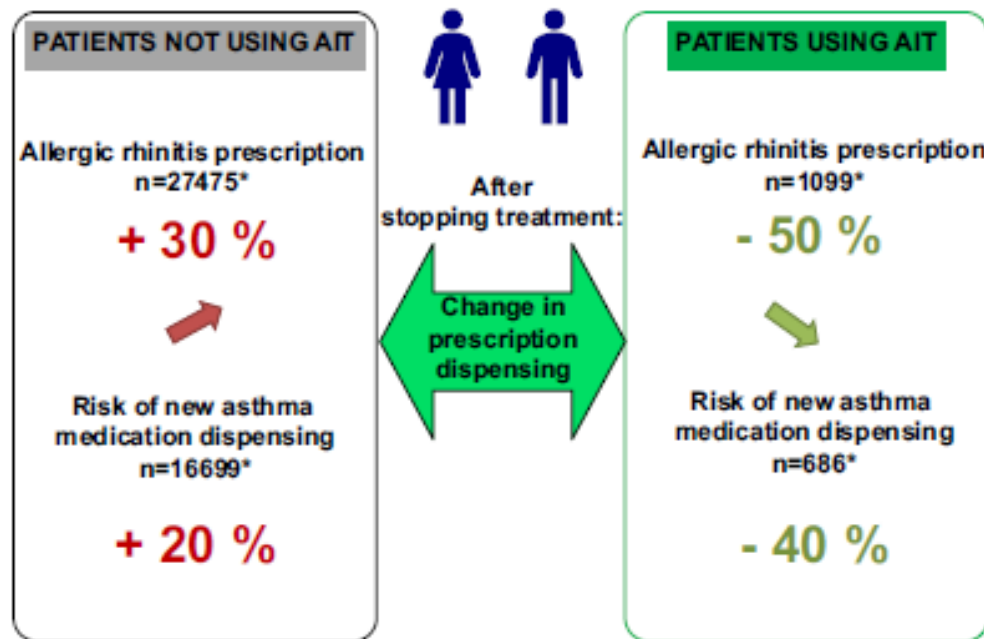 PATIENTS NOT USING AIT
Allergic rhinitis prescription
n=27475*
+ 30 %
Risk of new asthma
medication dispensing
n=16699*
+ 20 %
After
stopping treatment:
Change in
prescription
dispensing
PATIENTS USING AIT
Allergic rhinitis prescription
n=1099*
- 50 %
Risk of new asthma
medication dispensing
n=686*
- 40 %